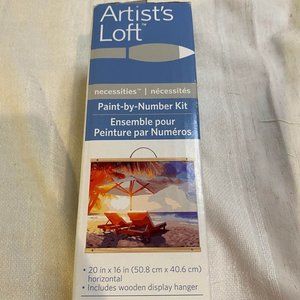 Artist's
Loft™
necessities™ | nécessités
Paint-by-Number Kit
Ensemble pour
Peinture par Numéros
• 20 in x 16 in (50.8 cm x 40.6 cm)
horizontal
• Includes wooden display hanger